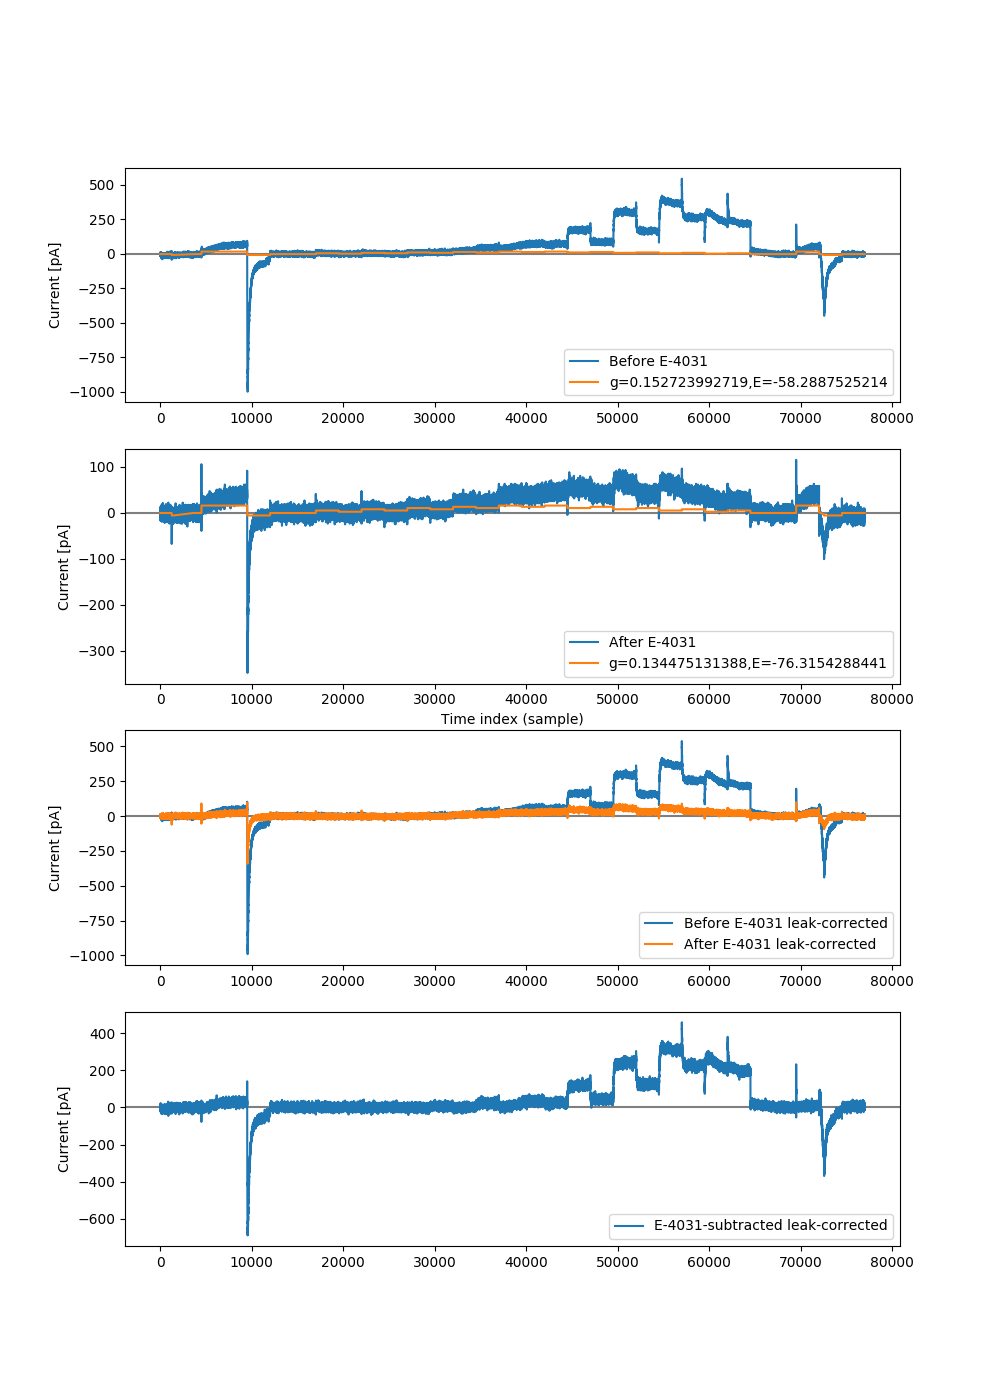 500
250
0
−250
−500
−750
−1000
Current [pA]
Before E-4031
g=0.152723992719,E=-58.2887525214
0 10000 20000 30000 40000 50000 60000 70000 80000
100
0
−100
−200
−300
Current [pA]
After E-4031
g=0.134475131388,E=-76.3154288441
0 10000 20000 30000 40000 50000 60000 70000 80000
Time index (sample)
500
250
0
−250
−500
−750
−1000
Current [pA]
Before E-4031 leak-corrected
After E-4031 leak-corrected
0 10000 20000 30000 40000 50000 60000 70000 80000
400
200
0
−200
−400
−600
Current [pA]
E-4031-subtracted leak-corrected
0 10000 20000 30000 40000 50000 60000 70000 80000